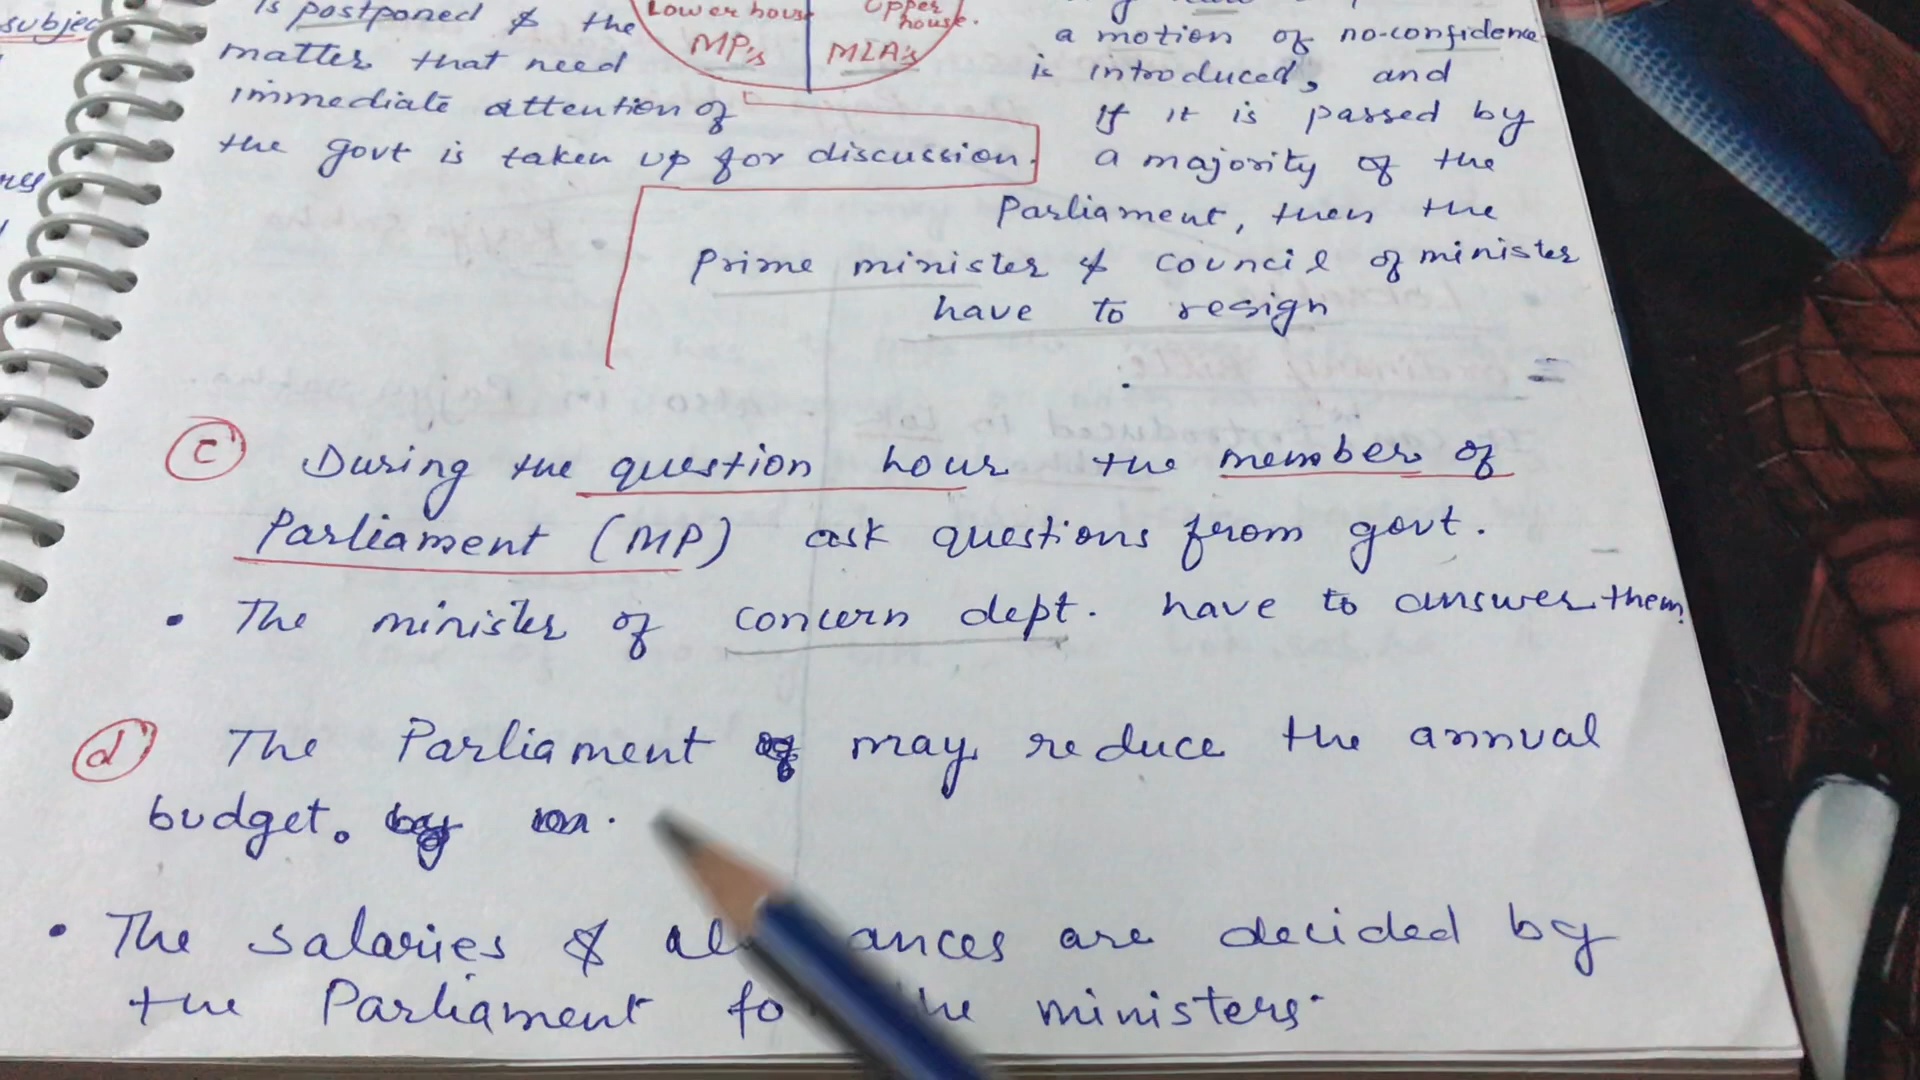 subjec
is postponed & the
matter that need
immediate attention of
the govt is taken up for discussion.
Lower house
MP's
Upper house.
MLA's
a motion of no-confidence
is introduced, and
if it is passed by
a majority of the
Parliament, then the
Prime minister & council of minister
have to resign
c During the question hour the member of
Parliament (MP) ask questions from govt.
• The minister of concern dept. have to answer them.
d The Parliament may reduce the annual
budget.
• The salaries & ances are decided by
the Parliament fo he ministers.